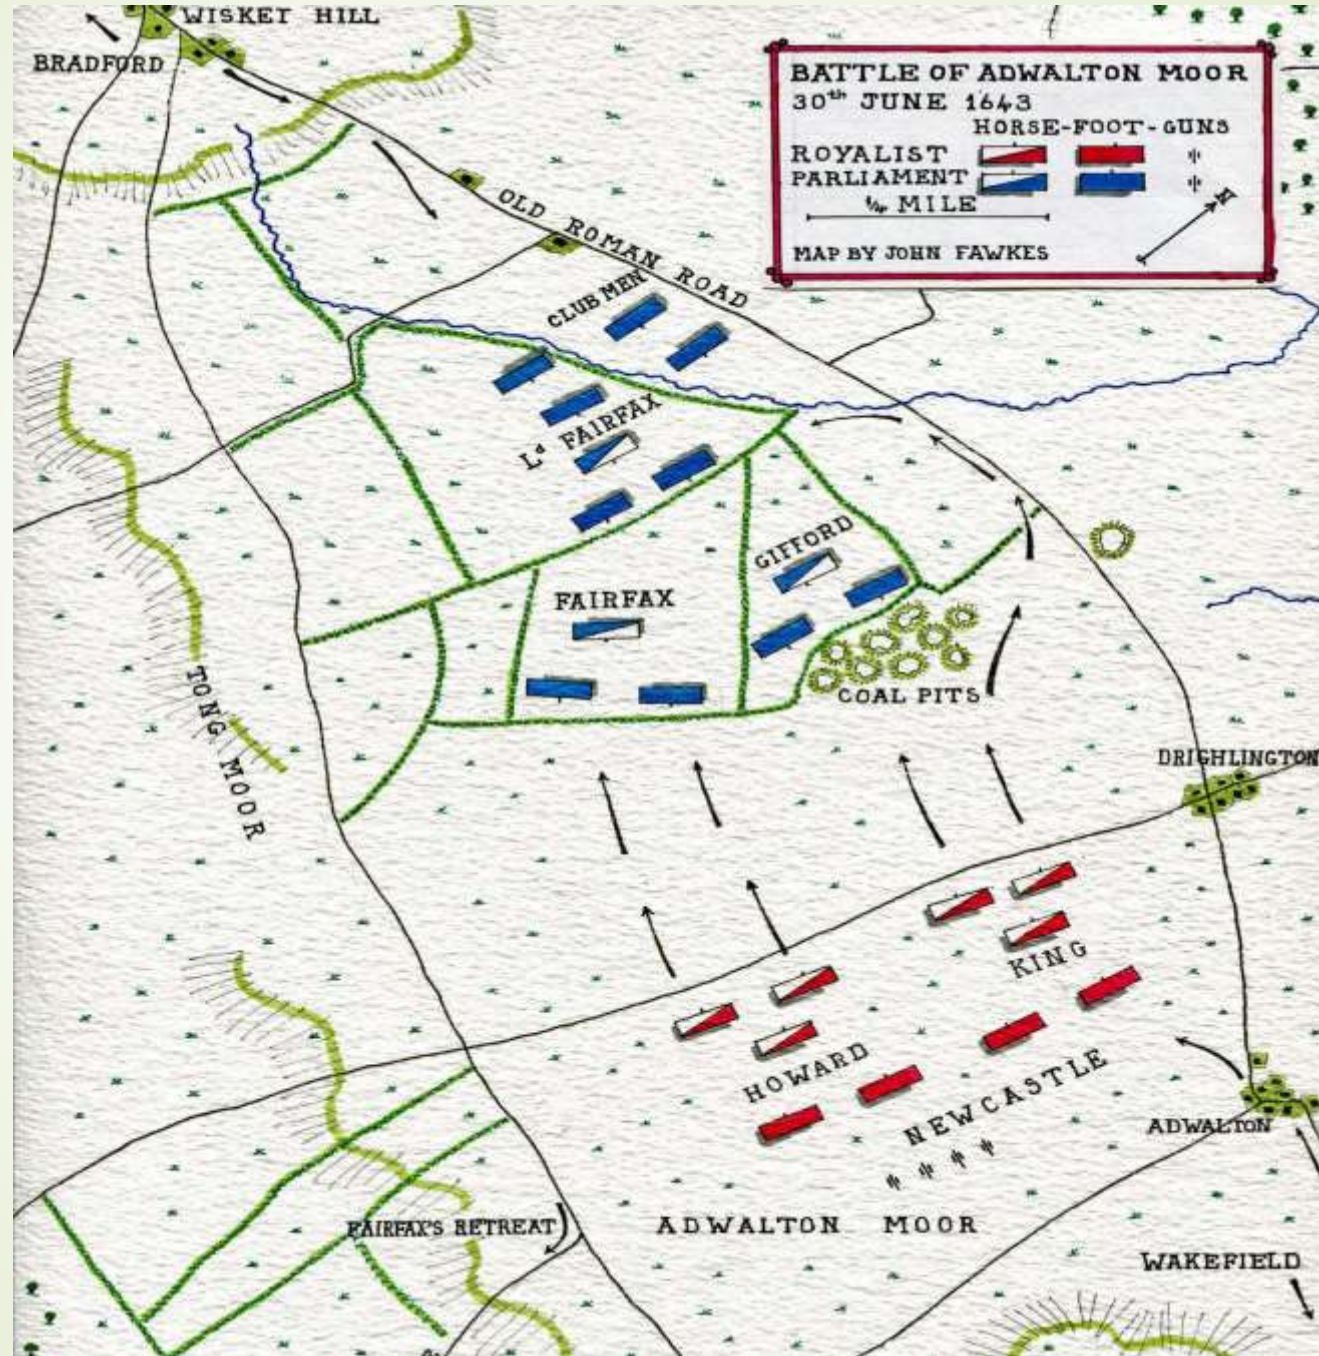 WISKET HILL
BRADFORD
BATTLE OF ADWALTON MOOR
30th JUNE 1643
HORSE-FOOT-GUNS
ROYALIST
PARLIAMENT
MILE
N
MAP BY JOHN FAWKES
OLD ROMAN ROAD
CLUB MEN
Ld FAIRFAX
GIFFORD
FAIRFAX
COAL PITS
TONG MOOR
DRIGHLINGTON
KING
HOWARD
NEWCASTLE
ADWALTON
FAIRFAX'S RETREAT
ADWALTON MOOR
WAKEFIELD